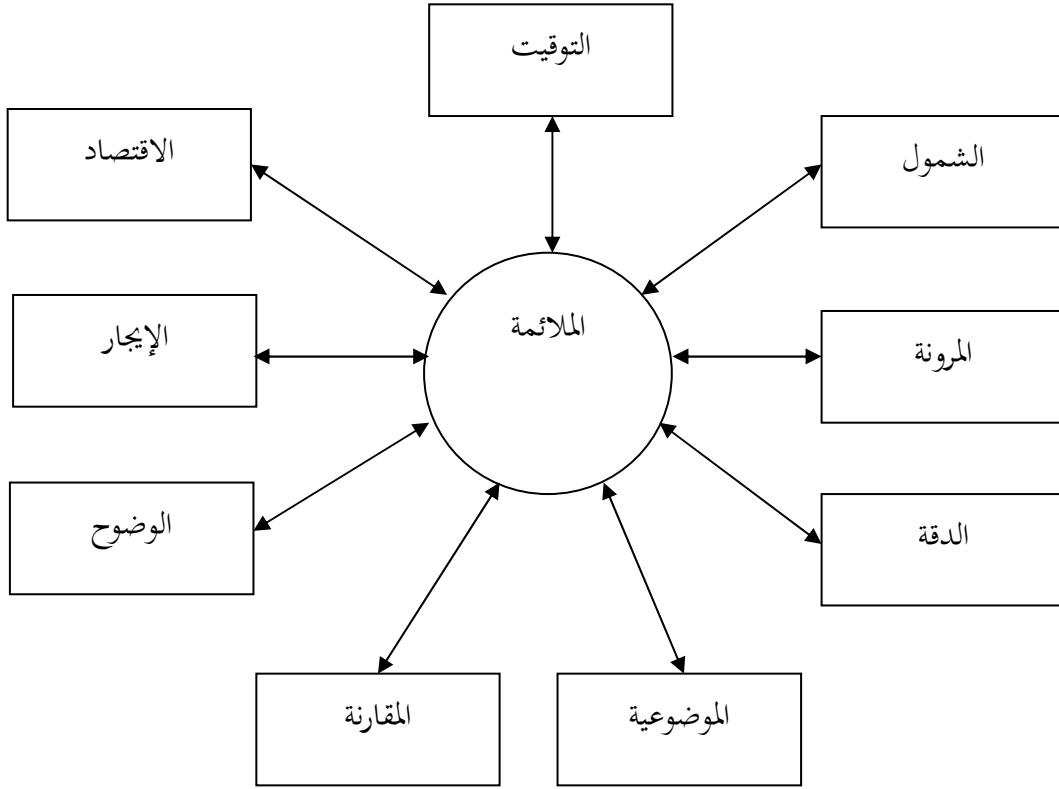 التوقيت
الشمول
الاقتصاد
الملائمة
المرونة
الإيجار
الدقة
الوضوح
الموضوعية
المقارنة